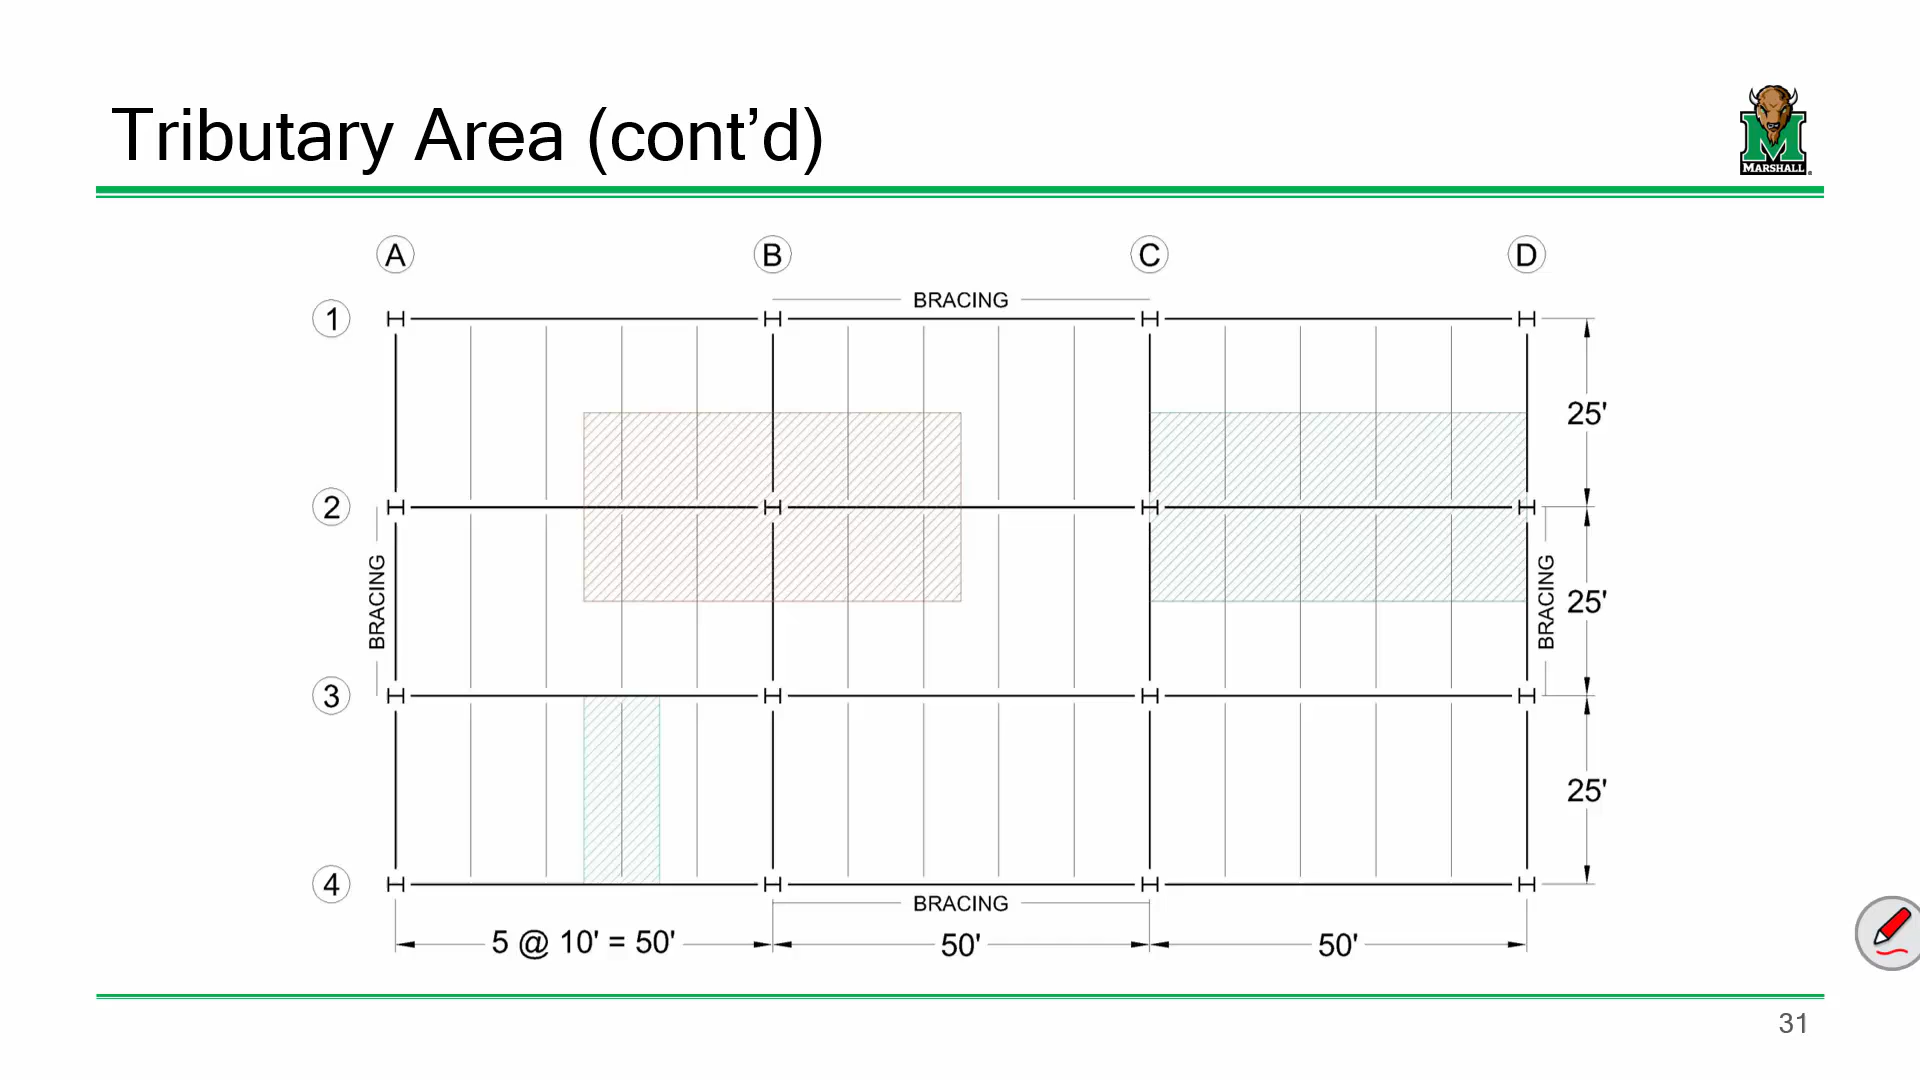 Tributary Area (cont’d)
MARSHALL
A B C D
BRACING
1
25'
2
BRACING
BRACING
25'
3
25'
4
BRACING
5 @ 10' = 50'
50'
50'
31